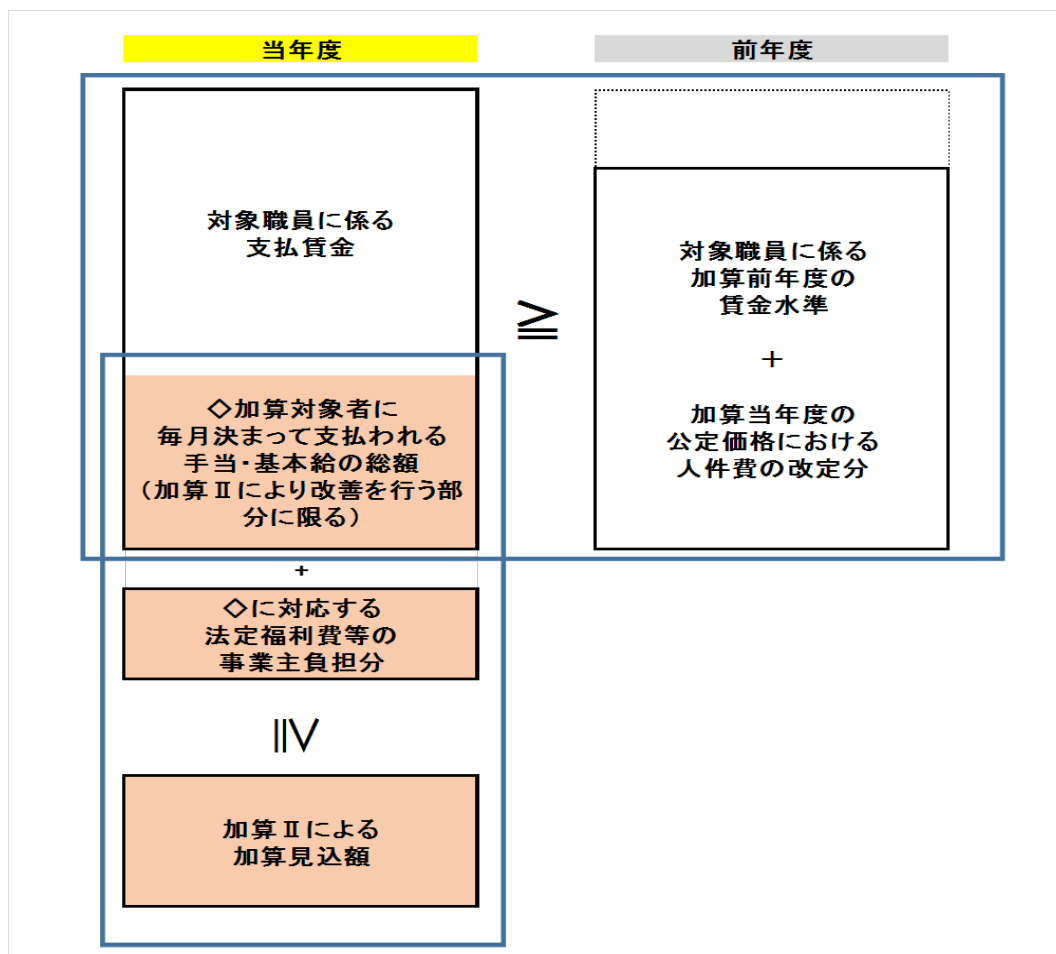 当年度
前年度
対象職員に係る
支払賃金
≧
対象職員に係る
加算前年度の
賃金水準
＋
加算当年度の
公定価格における
人件費の改定分
◇加算対象者に
毎月決まって支払われる
手当・基本給の総額
（加算Ⅱにより改善を行う部
分に限る）
+
◇に対応する
法定福利費等の
事業主負担分
≧
加算Ⅱによる
加算見込額